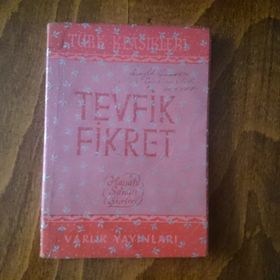 TÜRK KLASİKLERİ
TEVFİK
FİKRET
Hayatı
Sanatı
Şiirleri
VARLIK YAYINLARI